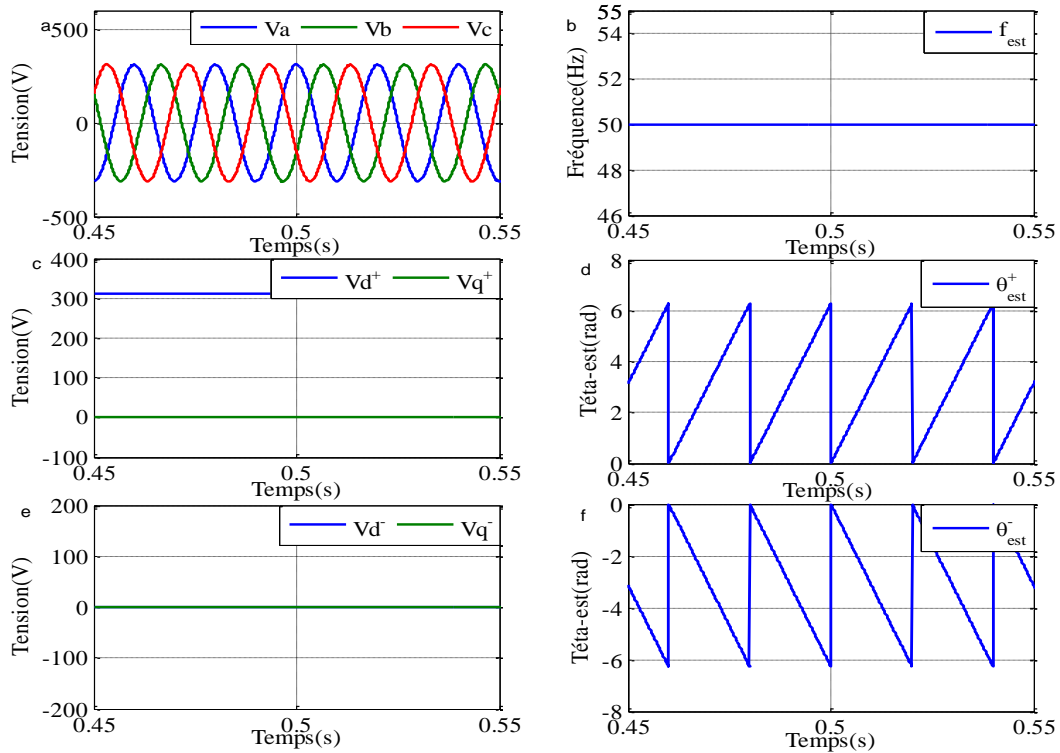 a
500
0
-500
Tension(V)
Va Vb Vc
0.45 0.5 0.55
Temps(s)
b
55
54
52
50
48
46
Fréquence(Hz)
f est
0.45 0.5 0.55
Temps(s)
c
400
300
200
100
0
-100
Tension(V)
Vd+ Vq+
0.45 0.5 0.55
Temps(s)
d
8
6
4
2
0
Téta-est(rad)
θ+ est
0.45 0.5 0.55
Temps(s)
e
200
100
0
-100
-200
Tension(V)
Vd- Vq-
0.45 0.5 0.55
Temps(s)
f
0
-2
-4
-6
-8
Téta-est(rad)
θ- est
0.45 0.5 0.55
Temps(s)